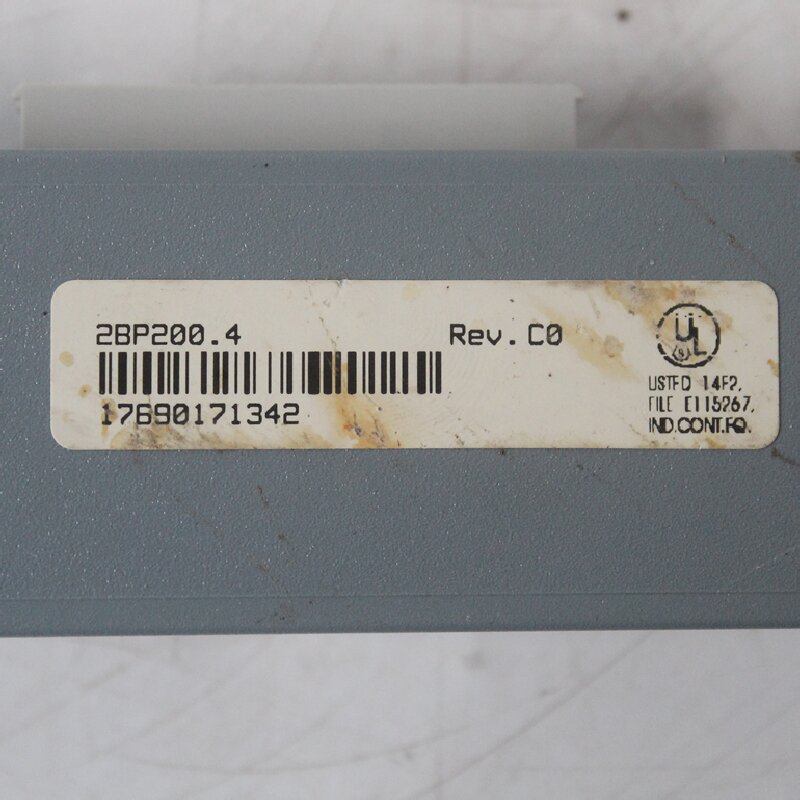 2BP200.4 Rev. C0
17690171342
UL
(s)
LISTED 14F2,
FILE E115267,
IND.CONT.EQ.